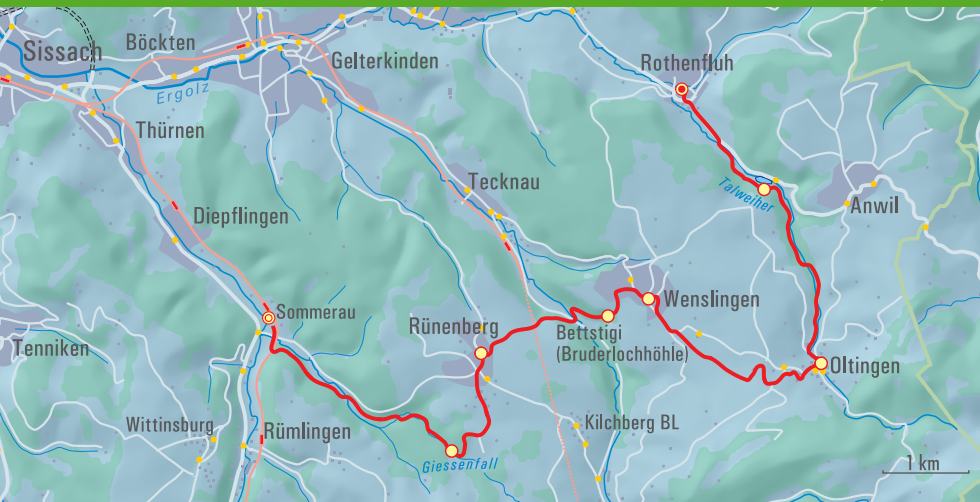 Sissach
Böckten
Gelterkinden
Rothenfluh
Ergolz
Thürnen
Tecknau
Talweiher
Anwil
Diepflingen
Sommerau
Rünenberg
Wenslingen
Bettstigi
(Bruderlochhöhle)
Tenniken
Oltingen
Wittinsburg
Rümlingen
Kilchberg BL
Giessenfall
1 km